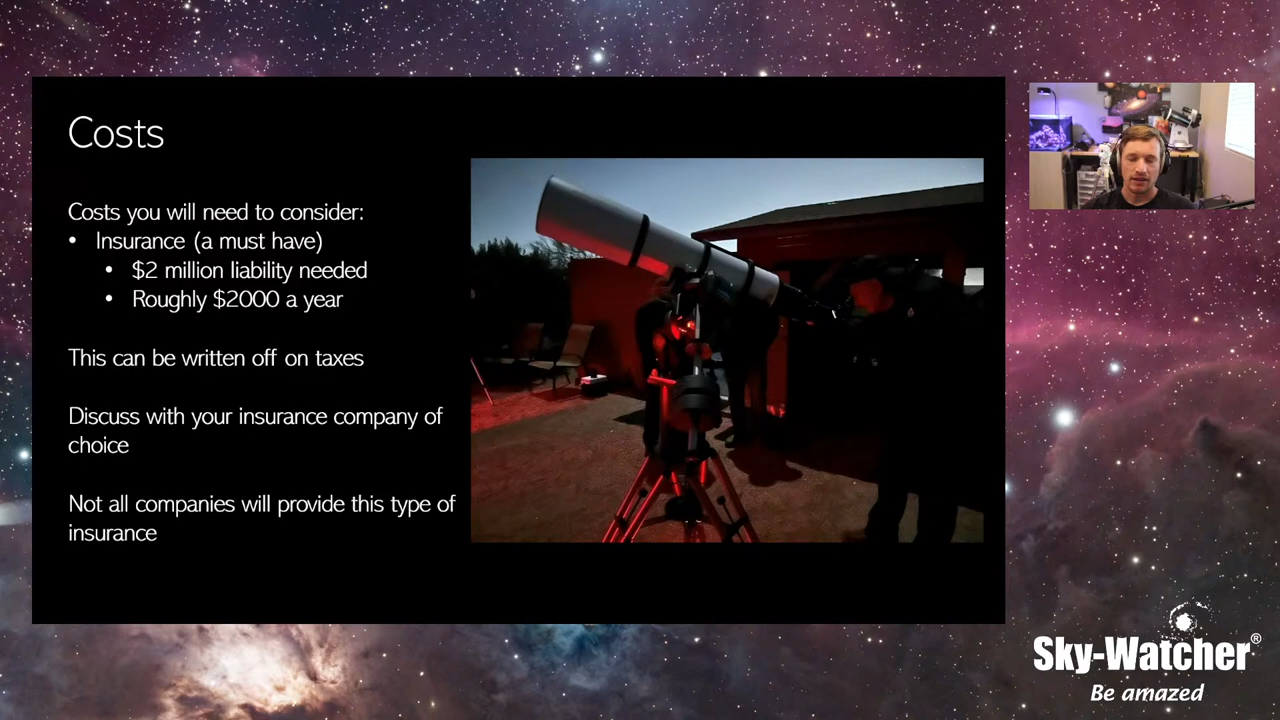 Costs
Costs you will need to consider:
• Insurance (a must have)
• $2 million liability needed
• Roughly $2000 a year
This can be written off on taxes
Discuss with your insurance company of
choice
Not all companies will provide this type of
insurance
Sky-Watcher®
Be amazed